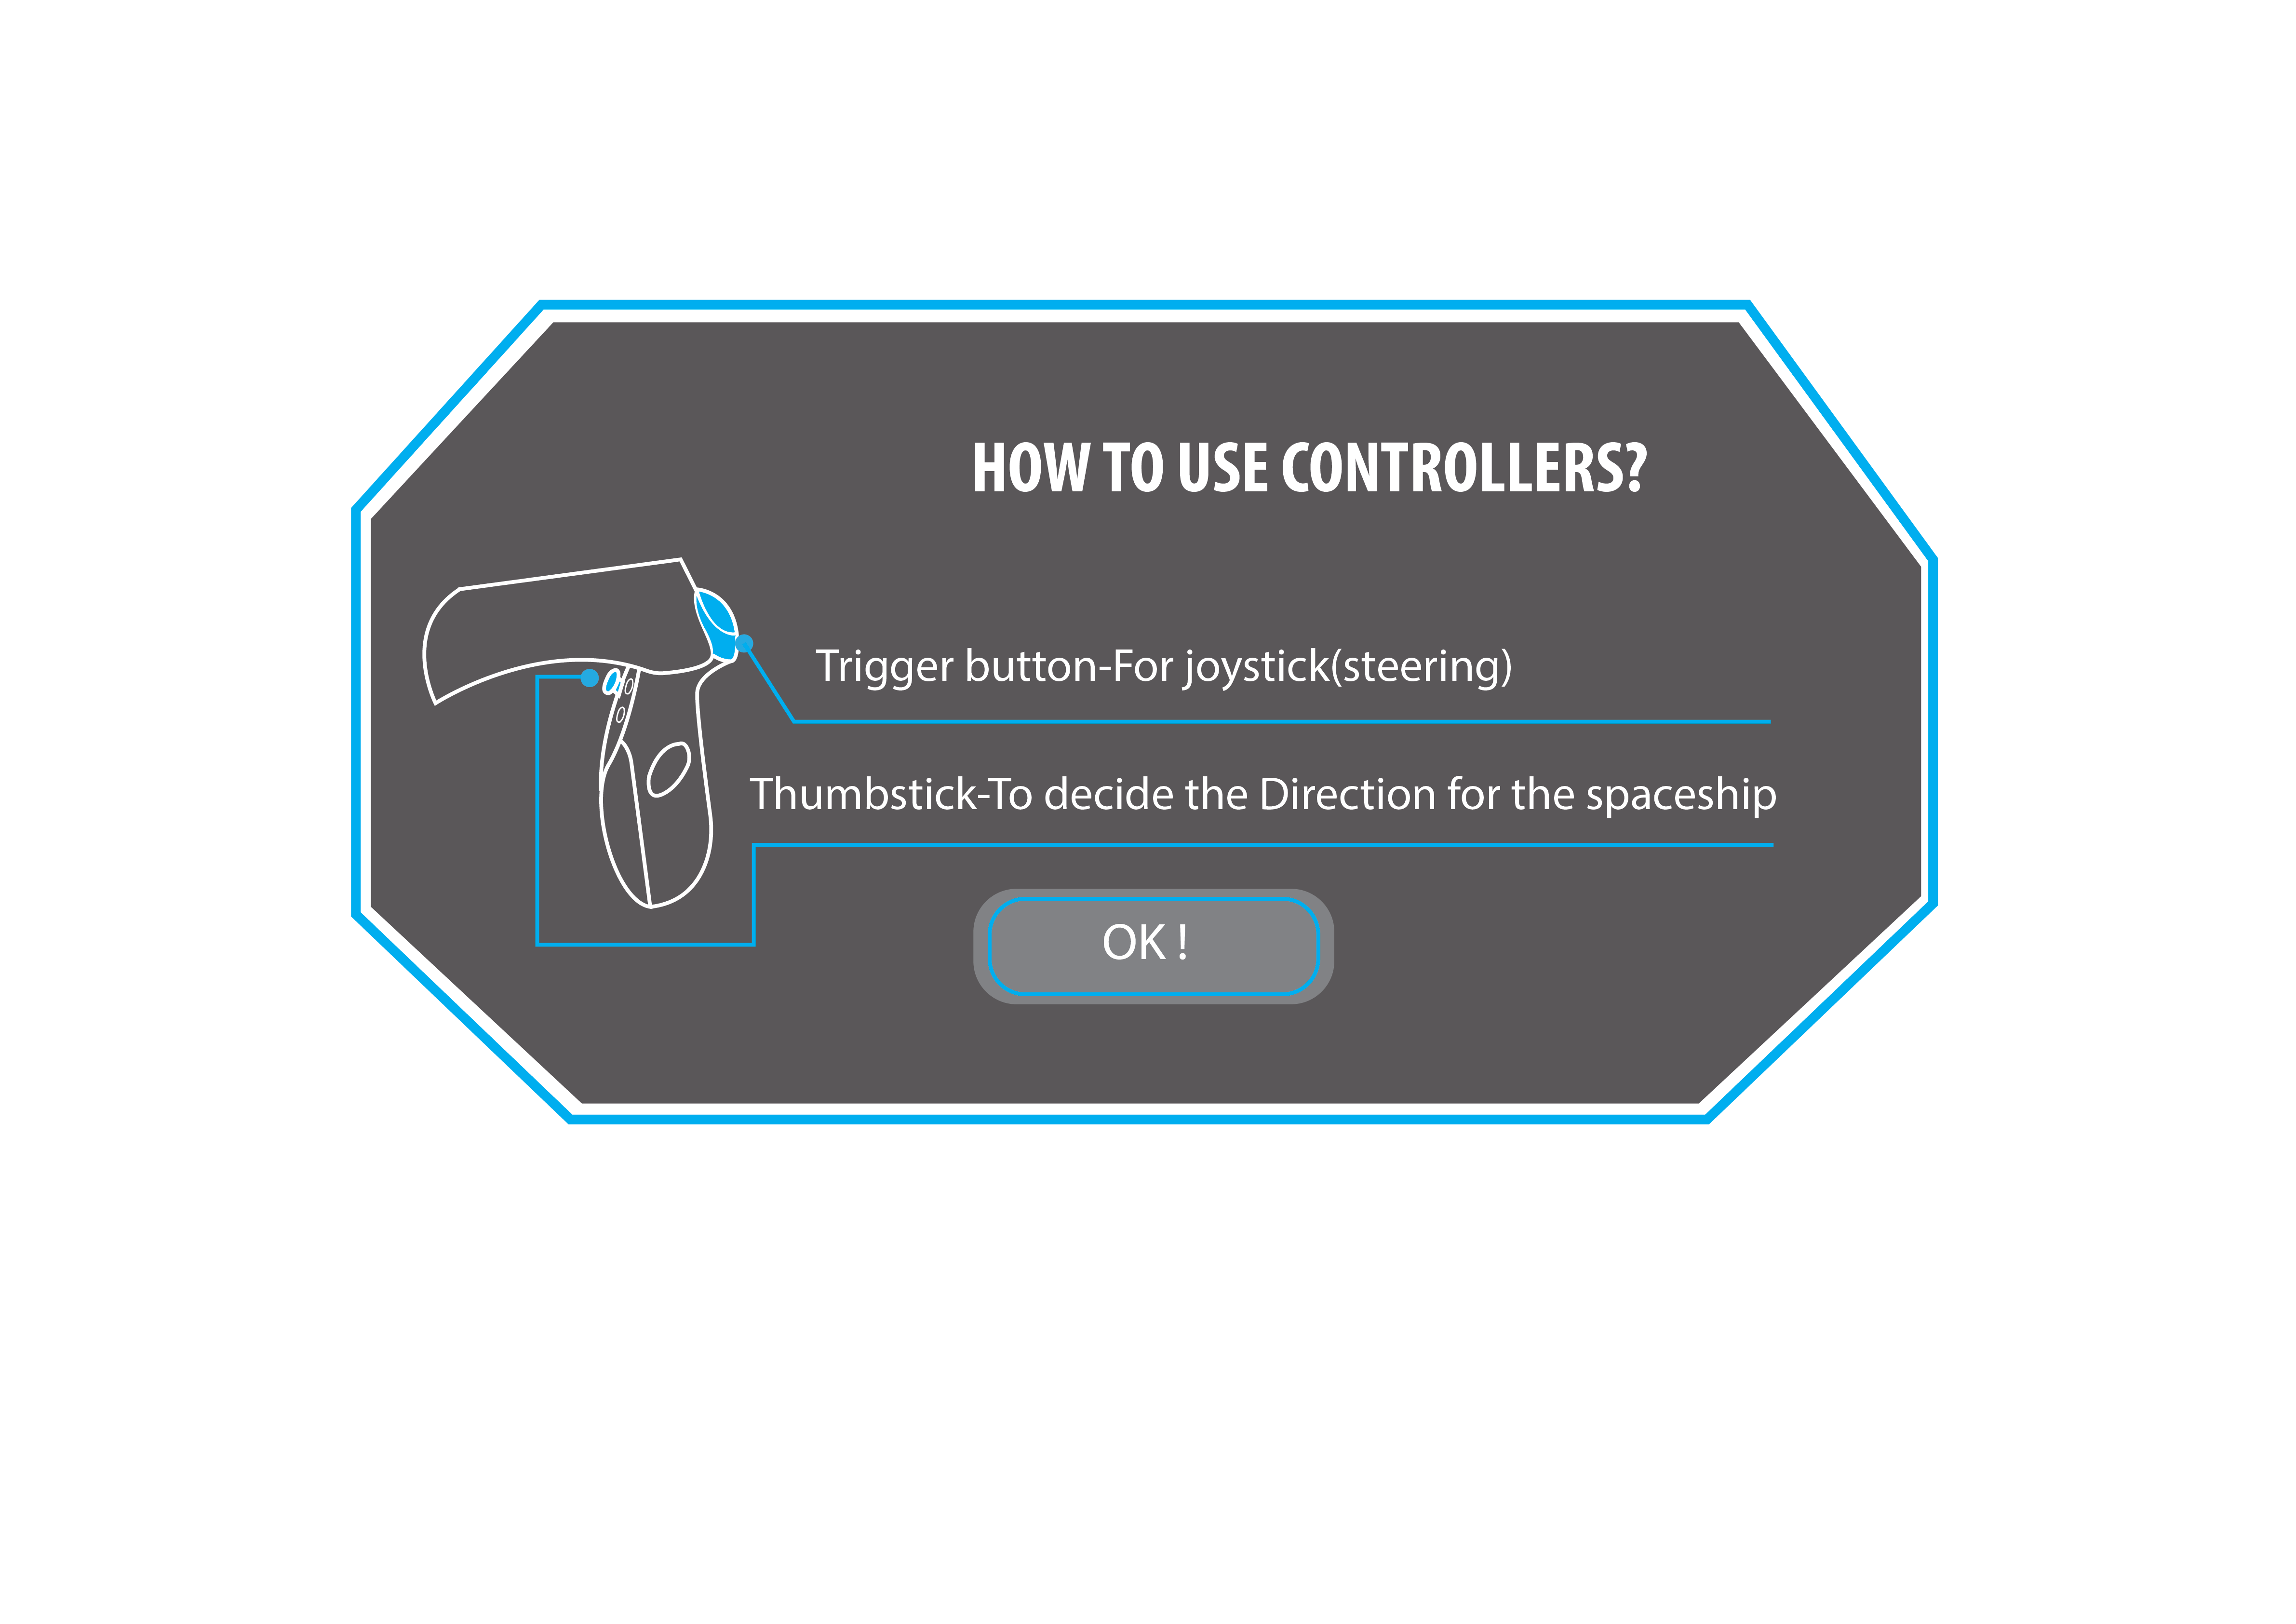 HOW TO USE CONTROLLERS?
Trigger button-For joystick(steering)
Thumbstick-To decide the Direction for the spaceship
OK !